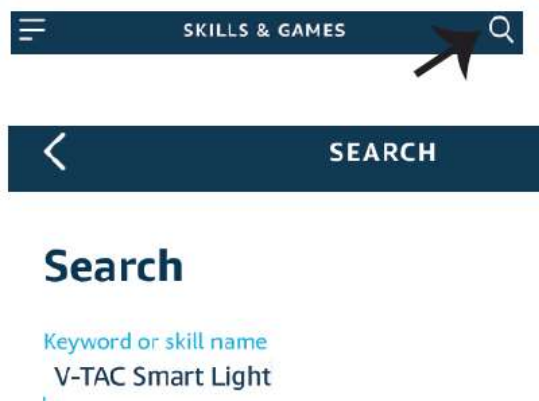 SKILLS & GAMES
SEARCH
Search
Keyword or skill name
V-TAC Smart Light